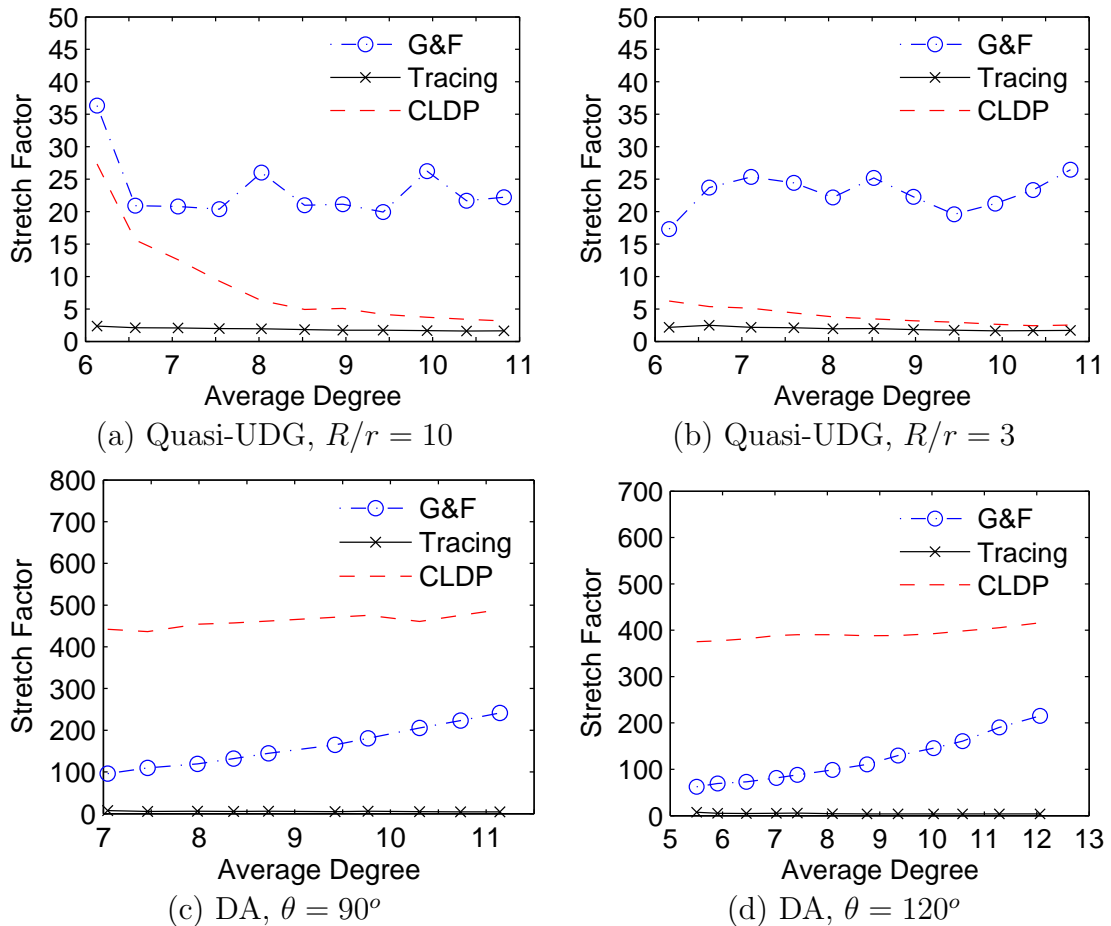 50
45
40
35
30
25
20
15
10
5
0
Stretch Factor
G&F
Tracing
CLDP
6 7 8 9 10 11
Average Degree
(a) Quasi-UDG, R/r = 10
50
45
40
35
30
25
20
15
10
5
0
Stretch Factor
G&F
Tracing
CLDP
6 7 8 9 10 11
Average Degree
(b) Quasi-UDG, R/r = 3
800
700
600
500
400
300
200
100
0
Stretch Factor
G&F
Tracing
CLDP
7 8 9 10 11
Average Degree
(c) DA, θ = 90º
700
600
500
400
300
200
100
0
Stretch Factor
G&F
Tracing
CLDP
5 6 7 8 9 10 11 12 13
Average Degree
(d) DA, θ = 120º